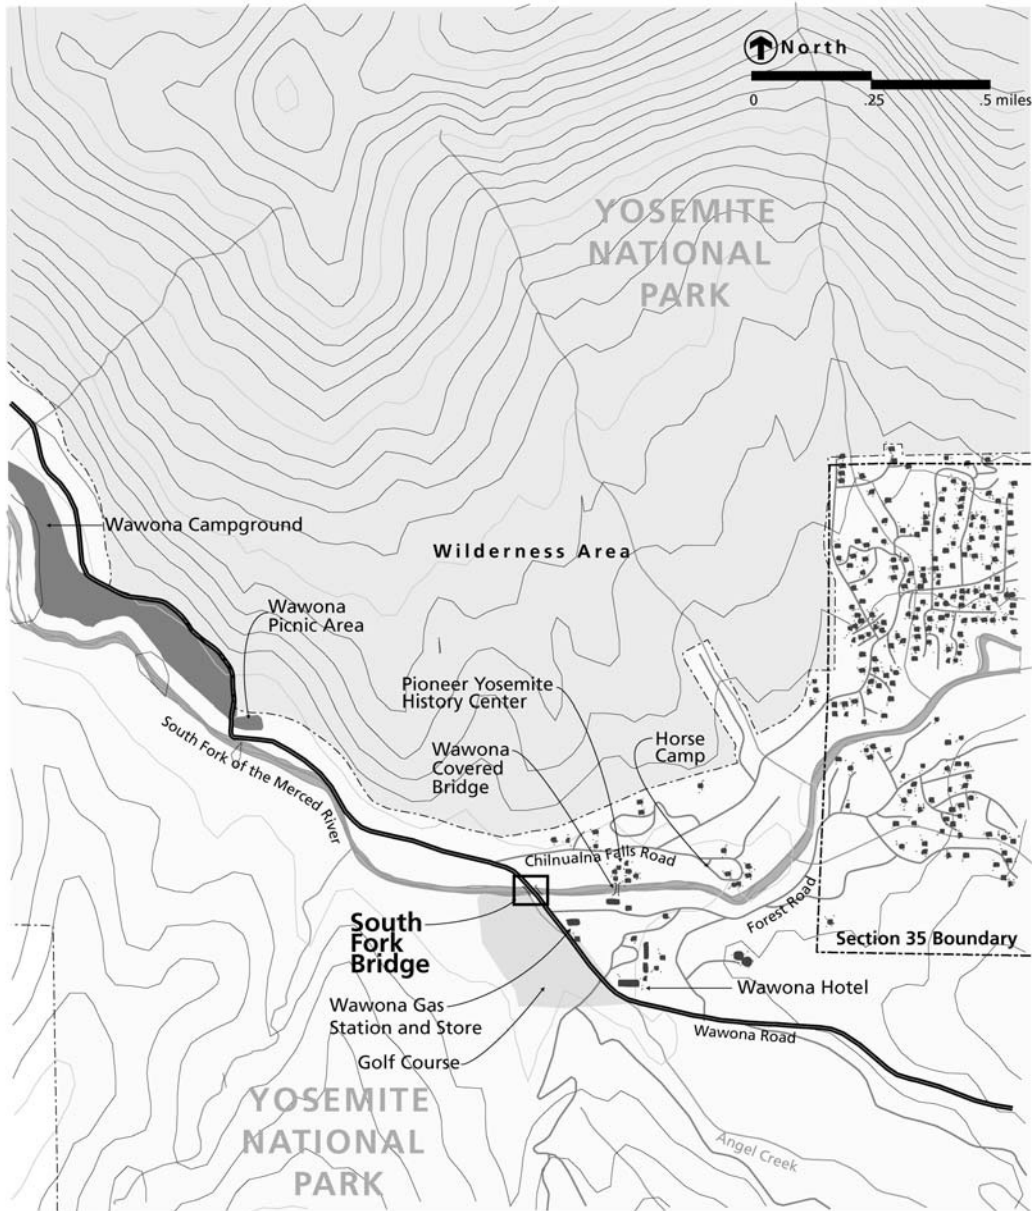 North
0 .25 .5 miles
YOSEMITE
NATIONAL
PARK
Wawona Campground
Wilderness Area
Wawona
Picnic Area
Pioneer Yosemite
History Center
Wawona
Covered
Bridge
Horse
Camp
South Fork of the Merced River
Chilnualna Falls Road
Forest Road
South
Fork
Bridge
Section 35 Boundary
Wawona Hotel
Wawona Gas
Station and Store
Wawona Road
Golf Course
YOSEMITE
NATIONAL
PARK
Angel Creek